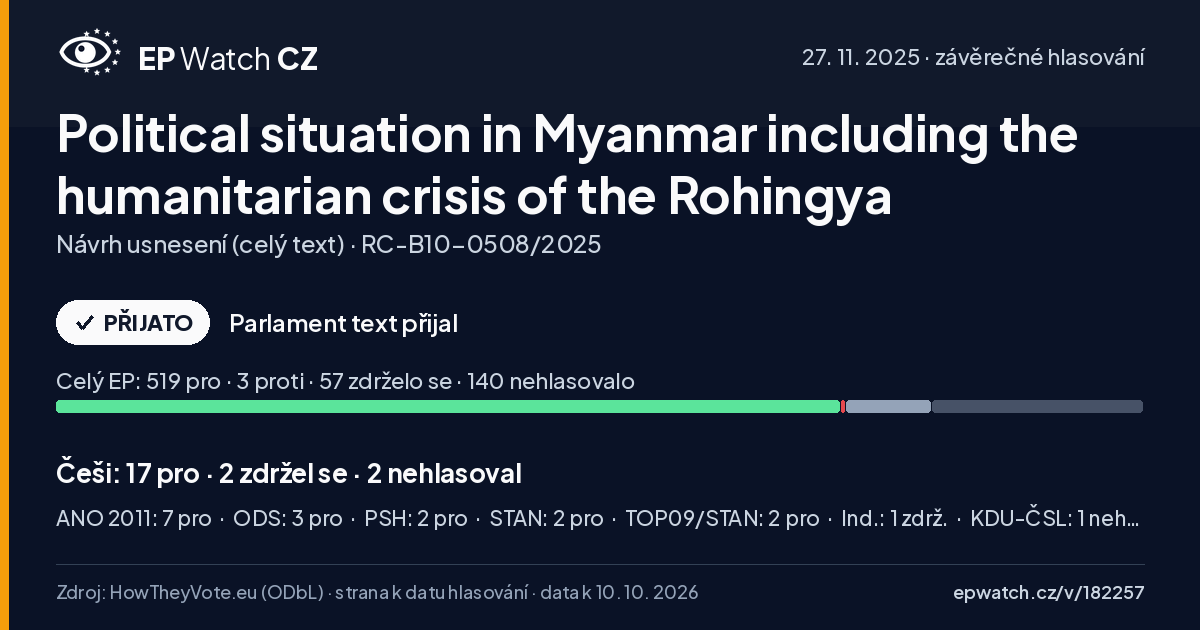 EP Watch CZ
27. 11. 2025 · závěrečné hlasování
Political situation in Myanmar including the
humanitarian crisis of the Rohingya
Návrh usnesení (celý text) · RC-B10-0508/2025
✓ PŘIJATO
Parlament text přijal
Celý EP: 519 pro · 3 proti · 57 zdrželo se · 140 nehlasovalo
Češi: 17 pro · 2 zdržel se · 2 nehlasoval
ANO 2011: 7 pro · ODS: 3 pro · PSH: 2 pro · STAN: 2 pro · TOP09/STAN: 2 pro · Ind.: 1 zdrž. · KDU-ČSL: 1 neh…
Zdroj: HowTheyVote.eu (ODbL) · strana k datu hlasování · data k 10. 10. 2026
epwatch.cz/v/182257